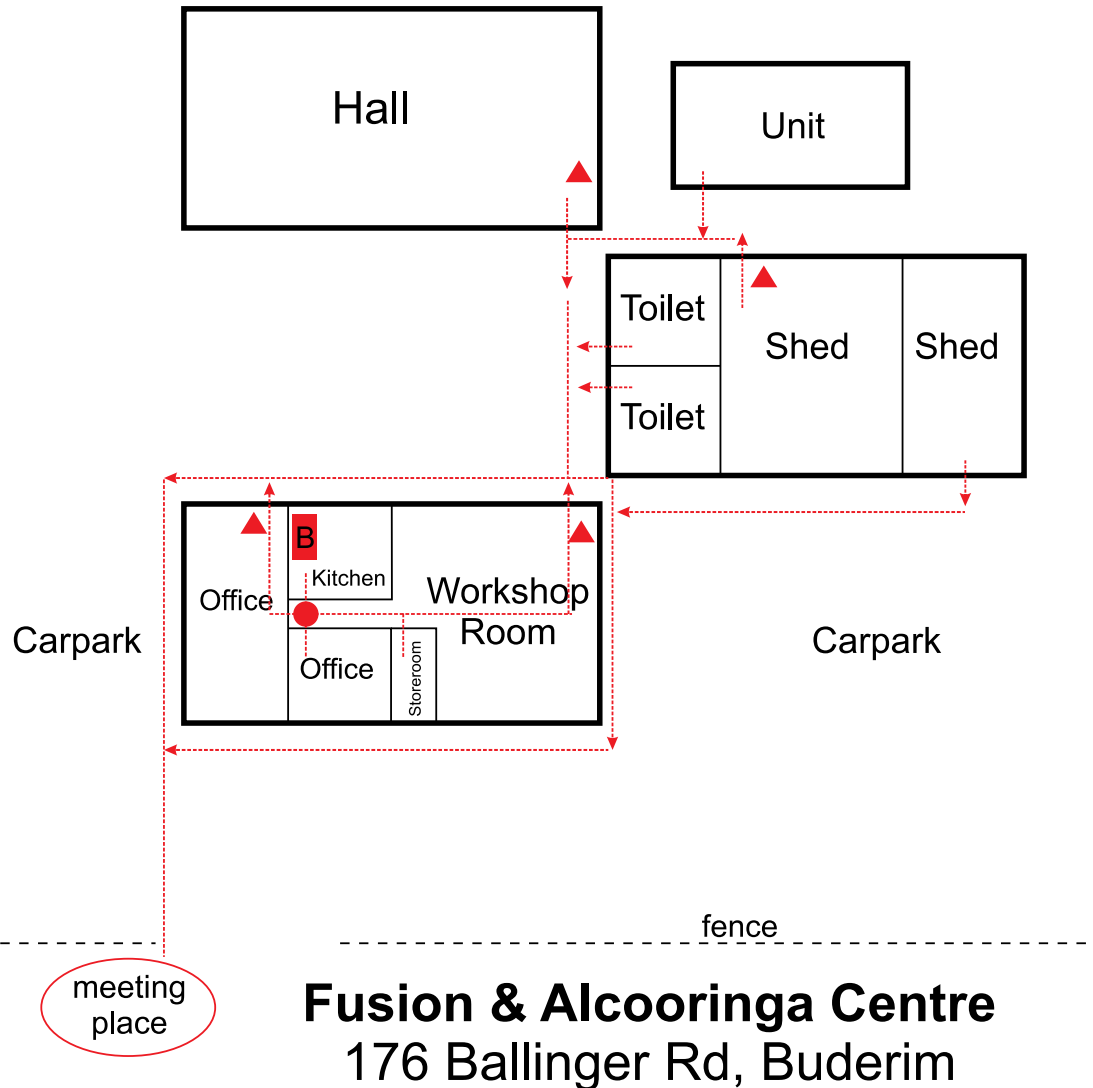 Hall
Unit
Toilet
Shed
Shed
Toilet
B
Kitchen
Office
Workshop
Room
Carpark
Office
Storeroom
Carpark
fence
meeting
place
Fusion & Alcooringa Centre
176 Ballinger Rd, Buderim